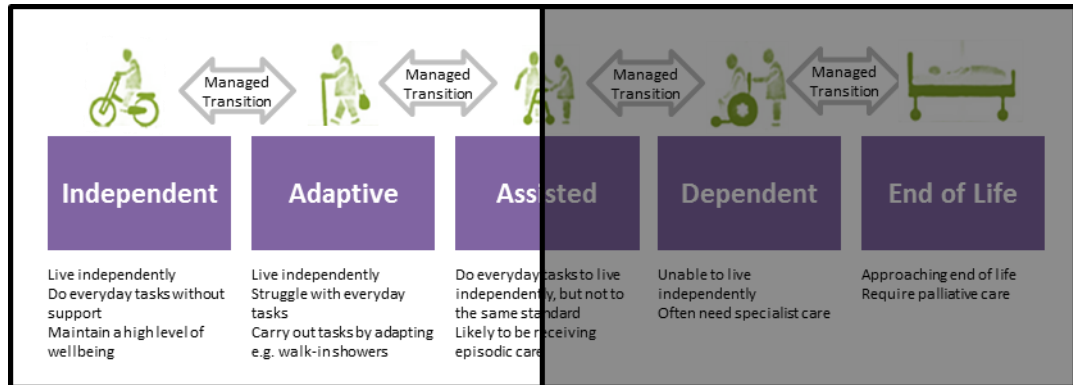 Managed
Transition
Managed
Transition
Managed
Transition
Managed
Transition
Independent
Adaptive
Assisted
Dependent
End of Life
Live independently
Do everyday tasks without
support
Maintain a high level of
wellbeing
Live independently
Struggle with everyday
tasks
Carry out tasks by adapting
e.g. walk-in showers
Do everyday tasks to live
independently, but not to
the same standard
Likely to be receiving
episodic care
Unable to live
independently
Often need specialist care
Approaching end of life
Require palliative care